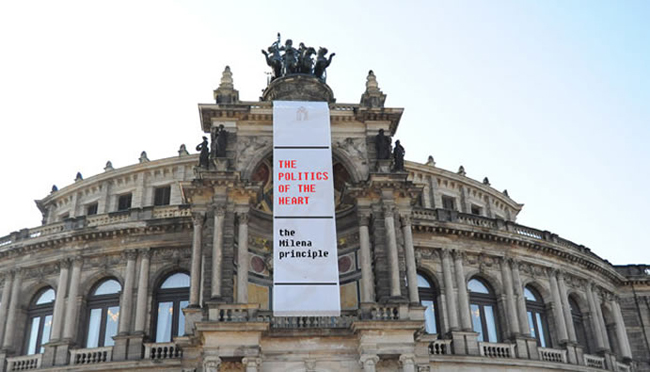 THE
POLITICS
OF THE
HEART
the
Milena
principle